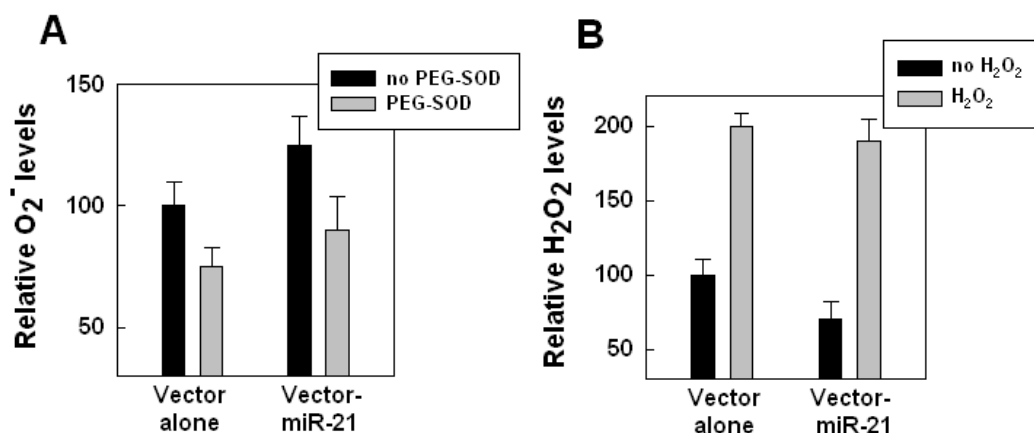 A
no PEG-SOD
PEG-SOD
Relative O₂⁻ levels
150
100
50
Vector alone
Vector-miR-21
B
no H₂O₂
H₂O₂
Relative H₂O₂ levels
200
150
100
50
Vector alone
Vector-miR-21